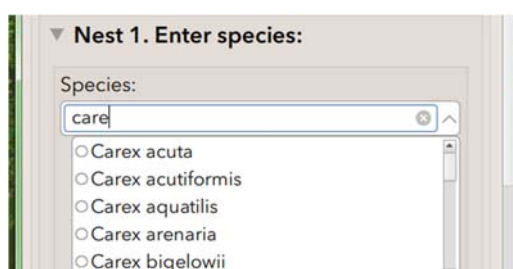 Nest 1. Enter species:
Species:
care
Carex acuta
Carex acutiformis
Carex aquatilis
Carex arenaria
Carex bigelowii